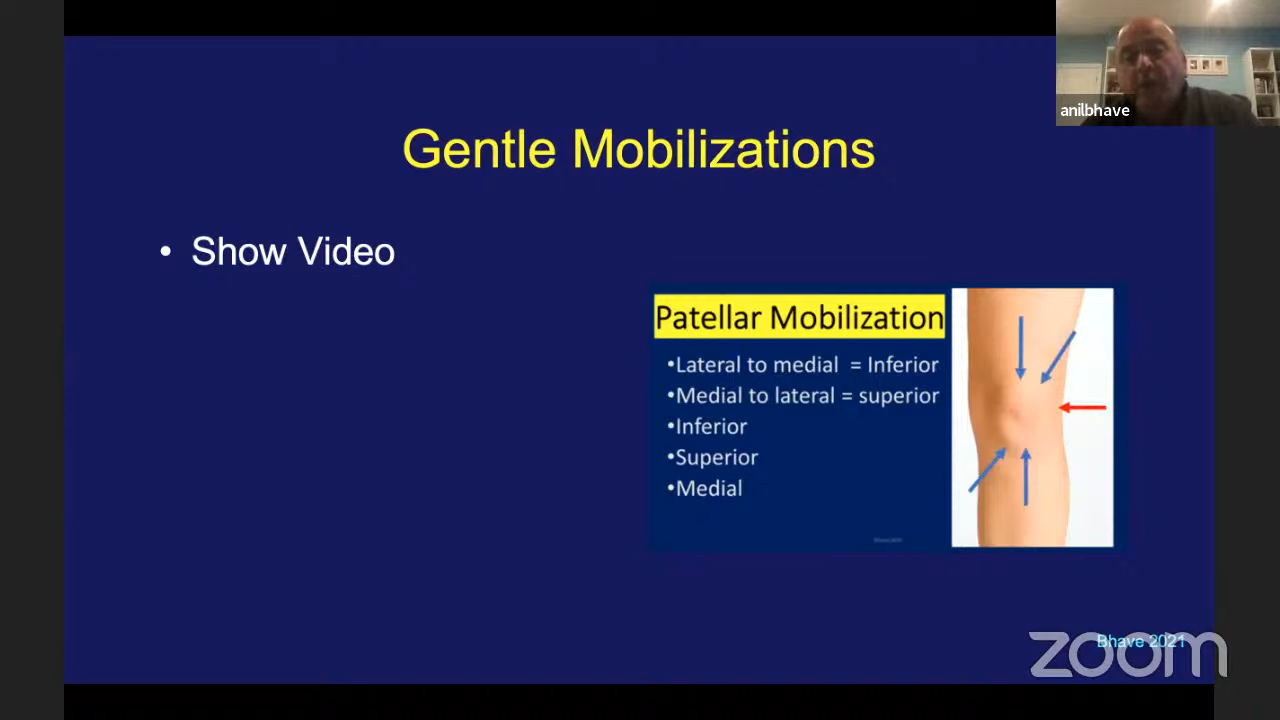 anilbhave
Gentle Mobilizations
• Show Video
Patellar Mobilization
•Lateral to medial = Inferior
•Medial to lateral = superior
•Inferior
•Superior
•Medial
Bhave 2021
zoom